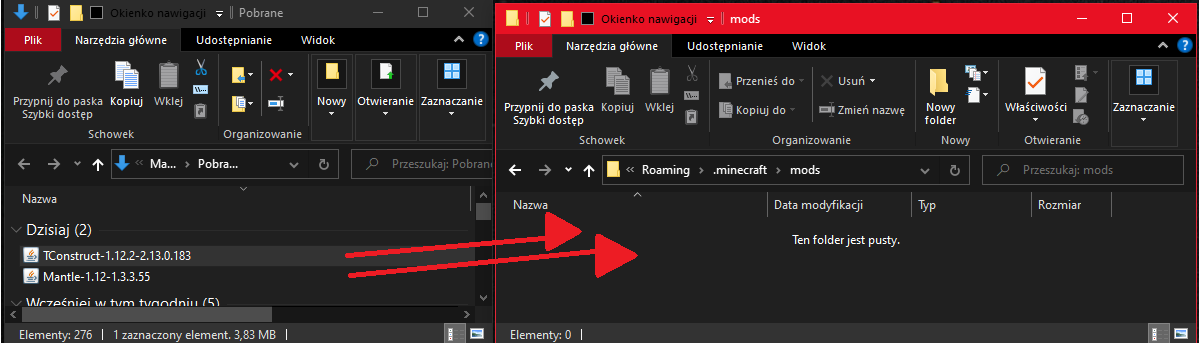 Okienko nawigacji
Pobrane
Plik
Narzędzia główne
Udostępnianie
Widok
Przypnij do paska
Szybki dostęp
Kopiuj
Wklej
Nowy
Otwieranie
Zaznaczanie
Schowek
Organizowanie
Ma...
Pobra...
Przeszukaj: Pobrane
Nazwa
Dzisiaj (2)
TConstruct-1.12.2-2.13.0.183
Mantle-1.12-1.3.3.55
Wcześniej w tym tygodniu (5)
Elementy: 276
1 zaznaczony element. 3,83 MB
Okienko nawigacji
mods
Plik
Narzędzia główne
Udostępnianie
Widok
Przypnij do paska
Szybki dostęp
Kopiuj
Wklej
Przenieś do
Kopiuj do
Usuń
Zmień nazwę
Nowy
folder
Właściwości
Zaznaczanie
Schowek
Organizowanie
Nowy
Otwieranie
Roaming
.minecraft
mods
Przeszukaj: mods
Nazwa
Data modyfikacji
Typ
Rozmiar
Ten folder jest pusty.
Elementy: 0